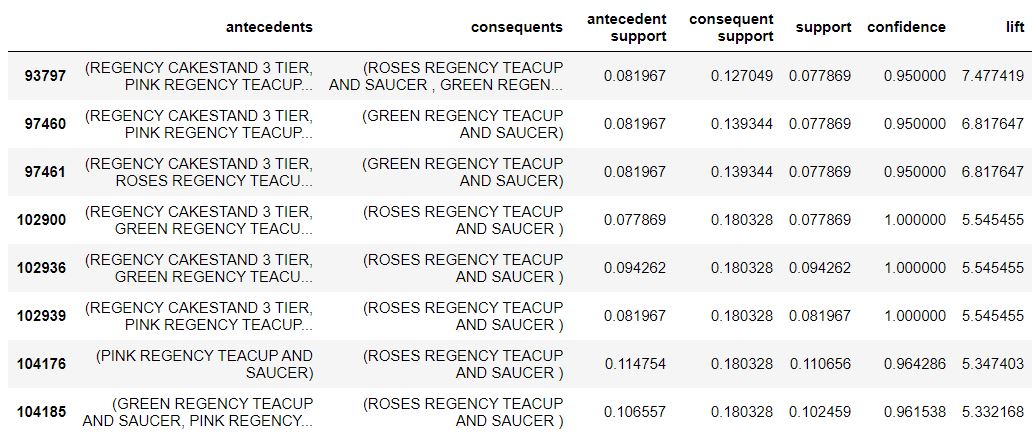 antecedents consequents antecedent support consequent support support confidence lift
93797 (REGENCY CAKESTAND 3 TIER, PINK REGENCY TEACUP... (ROSES REGENCY TEACUP AND SAUCER , GREEN REGEN... 0.081967 0.127049 0.077869 0.950000 7.477419
97460 (REGENCY CAKESTAND 3 TIER, PINK REGENCY TEACUP... (GREEN REGENCY TEACUP AND SAUCER) 0.081967 0.139344 0.077869 0.950000 6.817647
97461 (REGENCY CAKESTAND 3 TIER, ROSES REGENCY TEACU... (GREEN REGENCY TEACUP AND SAUCER) 0.081967 0.139344 0.077869 0.950000 6.817647
102900 (REGENCY CAKESTAND 3 TIER, GREEN REGENCY TEACU... (ROSES REGENCY TEACUP AND SAUCER ) 0.077869 0.180328 0.077869 1.000000 5.545455
102936 (REGENCY CAKESTAND 3 TIER, GREEN REGENCY TEACU... (ROSES REGENCY TEACUP AND SAUCER ) 0.094262 0.180328 0.094262 1.000000 5.545455
102939 (REGENCY CAKESTAND 3 TIER, PINK REGENCY TEACUP... (ROSES REGENCY TEACUP AND SAUCER ) 0.081967 0.180328 0.081967 1.000000 5.545455
104176 (PINK REGENCY TEACUP AND SAUCER) (ROSES REGENCY TEACUP AND SAUCER ) 0.114754 0.180328 0.110656 0.964286 5.347403
104185 (GREEN REGENCY TEACUP AND SAUCER, PINK REGENCY... (ROSES REGENCY TEACUP AND SAUCER ) 0.106557 0.180328 0.102459 0.961538 5.332168